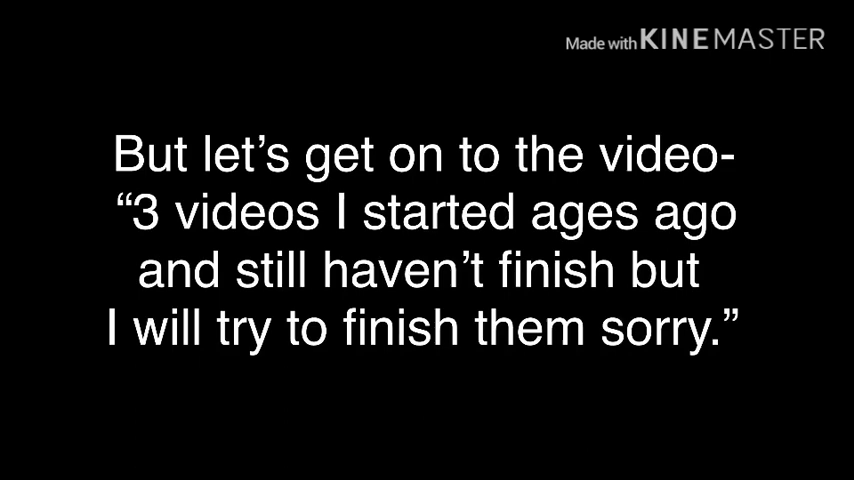 Made with KINEMASTER
But let’s get on to the video-
“3 videos I started ages ago
and still haven’t finish but
I will try to finish them sorry.”